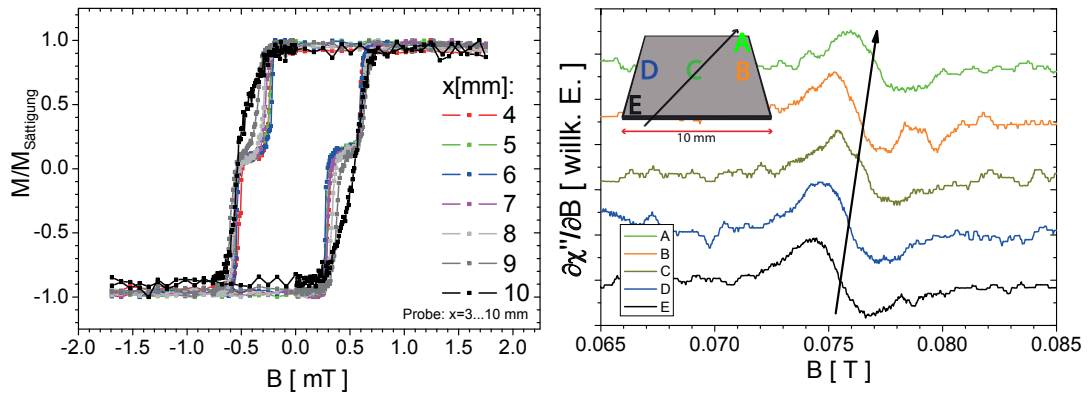 M/M_Sättigung
1.0
0.5
0.0
-0.5
-1.0
-2.0 -1.5 -1.0 -0.5 0.0 0.5 1.0 1.5 2.0
B [ mT ]
x[mm]:
4
5
6
7
8
9
10
Probe: x=3...10 mm
∂χ''/∂B [ willk. E. ]
A
D C B
E
10 mm
A
B
C
D
E
0.065 0.070 0.075 0.080 0.085
B [ T ]